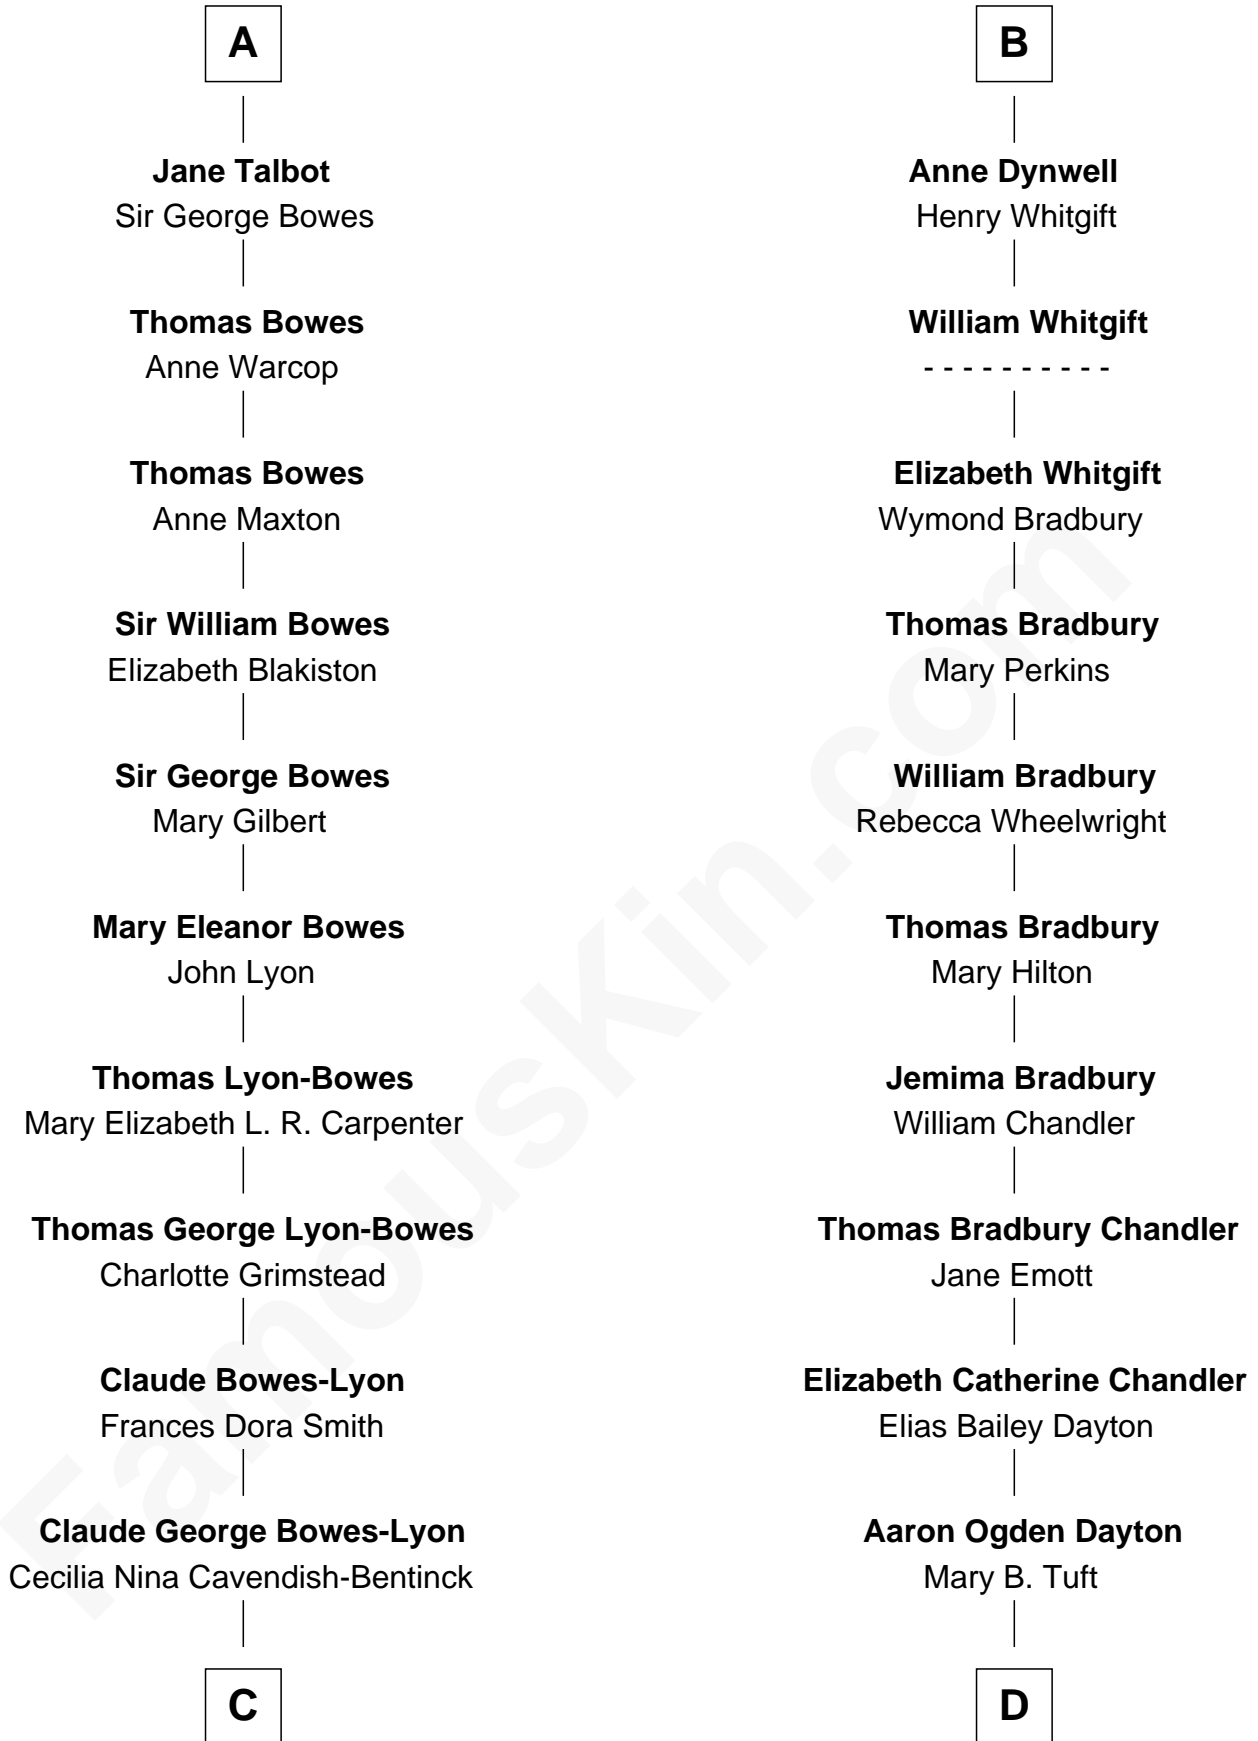 A
Jane Talbot
Sir George Bowes
Thomas Bowes
Anne Warcop
Thomas Bowes
Anne Maxton
Sir William Bowes
Elizabeth Blakiston
Sir George Bowes
Mary Gilbert
Mary Eleanor Bowes
John Lyon
Thomas Lyon-Bowes
Mary Elizabeth L. R. Carpenter
Thomas George Lyon-Bowes
Charlotte Grimstead
Claude Bowes-Lyon
Frances Dora Smith
Claude George Bowes-Lyon
Cecilia Nina Cavendish-Bentinck
C
B
Anne Dynwell
Henry Whitgift
William Whitgift
- - - - - - - - - -
Elizabeth Whitgift
Wymond Bradbury
Thomas Bradbury
Mary Perkins
William Bradbury
Rebecca Wheelwright
Thomas Bradbury
Mary Hilton
Jemima Bradbury
William Chandler
Thomas Bradbury Chandler
Jane Emott
Elizabeth Catherine Chandler
Elias Bailey Dayton
Aaron Ogden Dayton
Mary B. Tuft
D
FamousKin.com